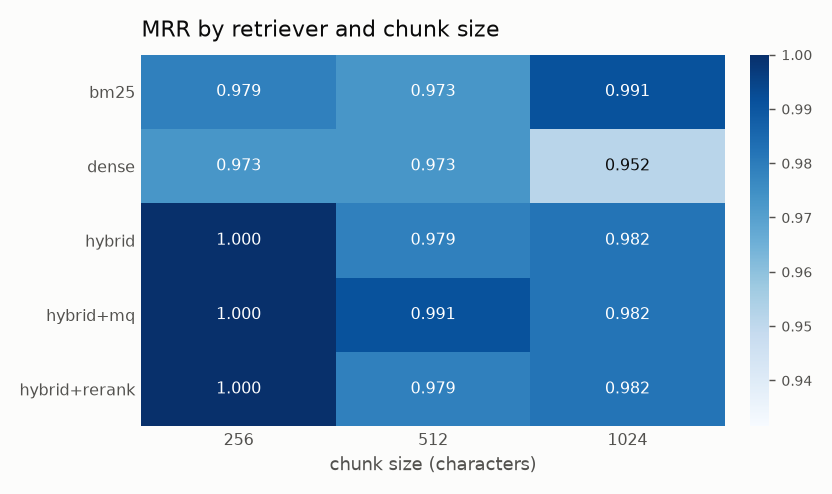 MRR by retriever and chunk size
bm25 0.979 0.973 0.991
dense 0.973 0.973 0.952
hybrid 1.000 0.979 0.982
hybrid+mq 1.000 0.991 0.982
hybrid+rerank 1.000 0.979 0.982
256 512 1024
chunk size (characters)
1.00
0.99
0.98
0.97
0.96
0.95
0.94